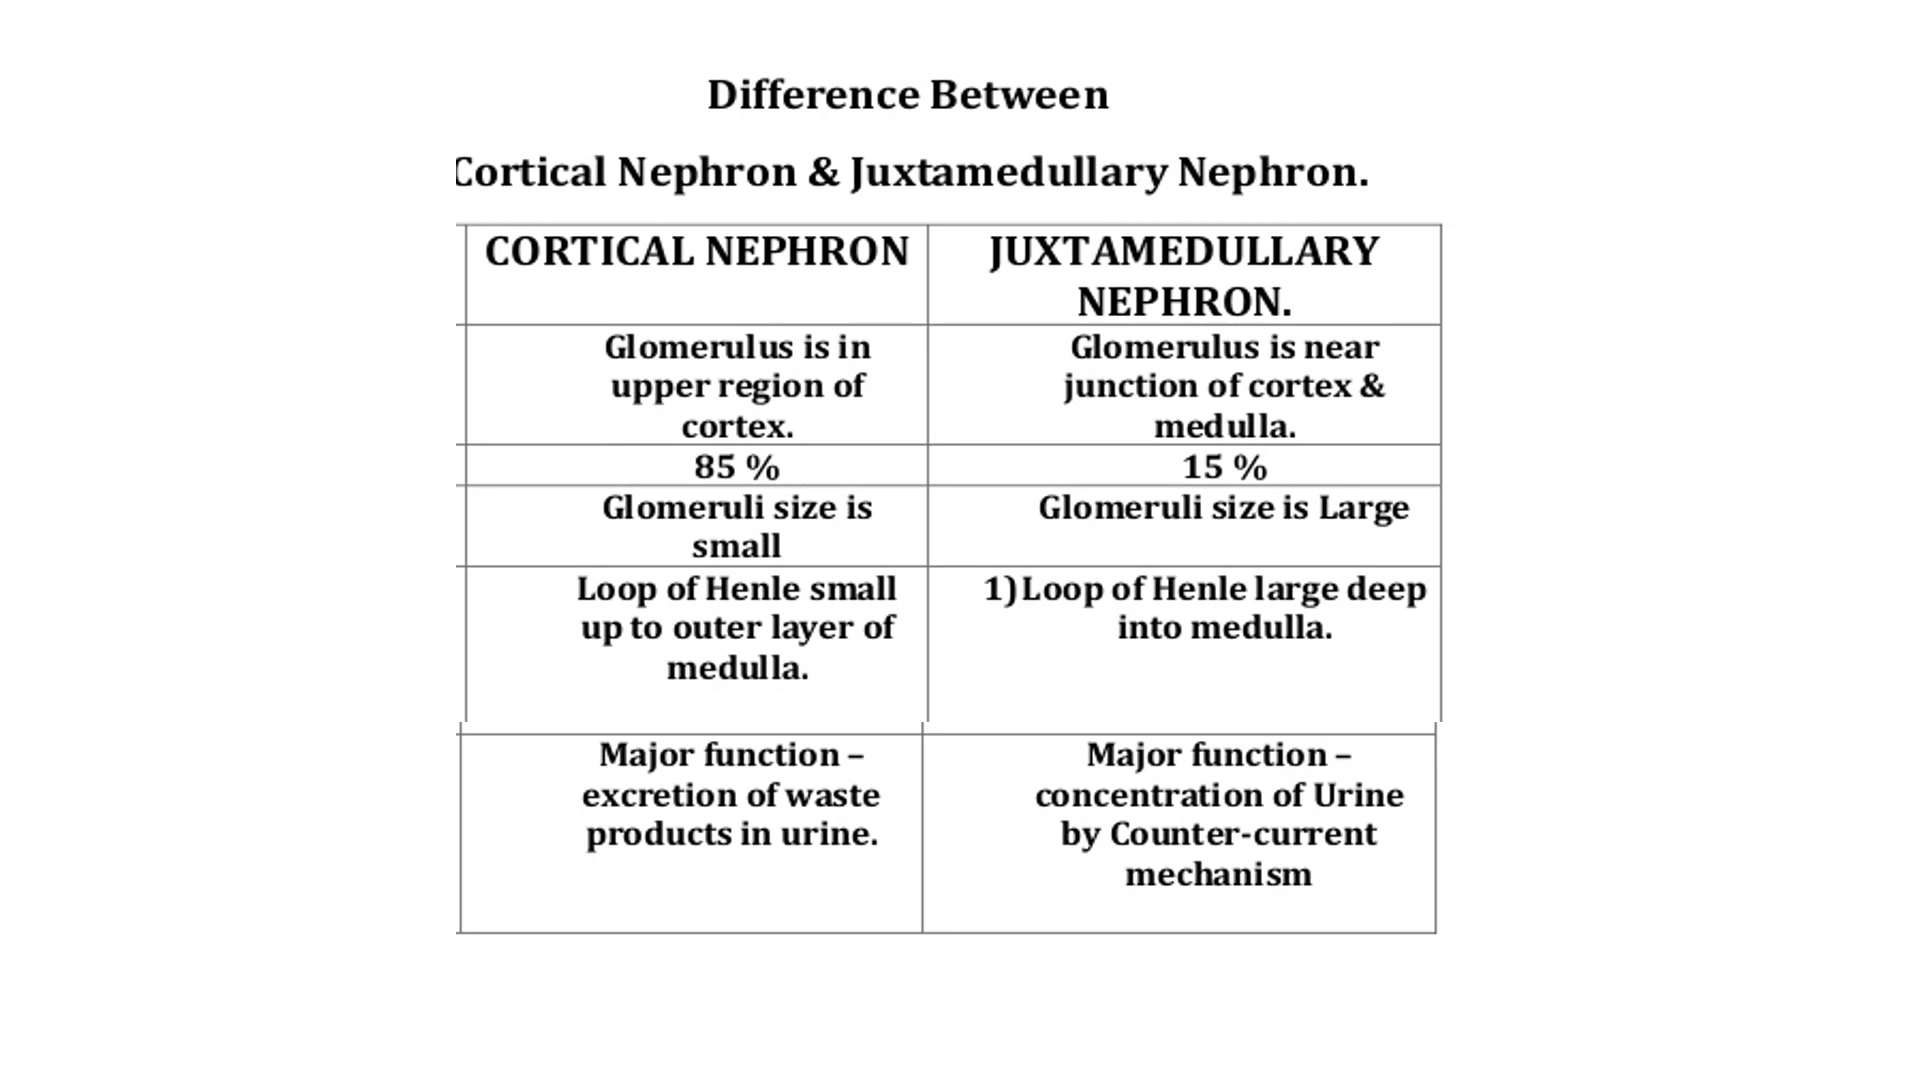 Difference Between
Cortical Nephron & Juxtamedullary Nephron.
CORTICAL NEPHRON
JUXTAMEDULLARY
NEPHRON.
Glomerulus is in
upper region of
cortex.
Glomerulus is near
junction of cortex &
medulla.
85 %
15 %
Glomeruli size is
small
Glomeruli size is Large
Loop of Henle small
up to outer layer of
medulla.
1)Loop of Henle large deep
into medulla.
Major function –
excretion of waste
products in urine.
Major function –
concentration of Urine
by Counter-current
mechanism